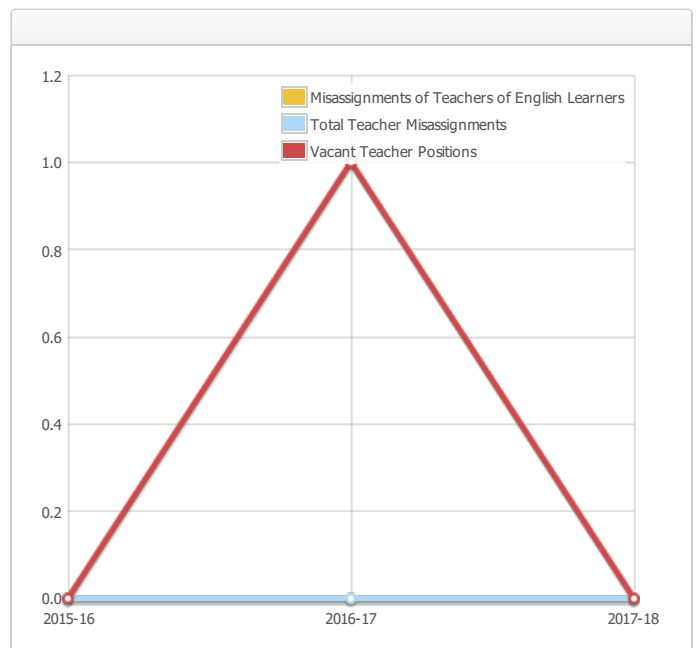 1.2
Misassignments of Teachers of English Learners
Total Teacher Misassignments
Vacant Teacher Positions
1.0
0.8
0.6
0.4
0.2
0.0
2015-16 2016-17 2017-18